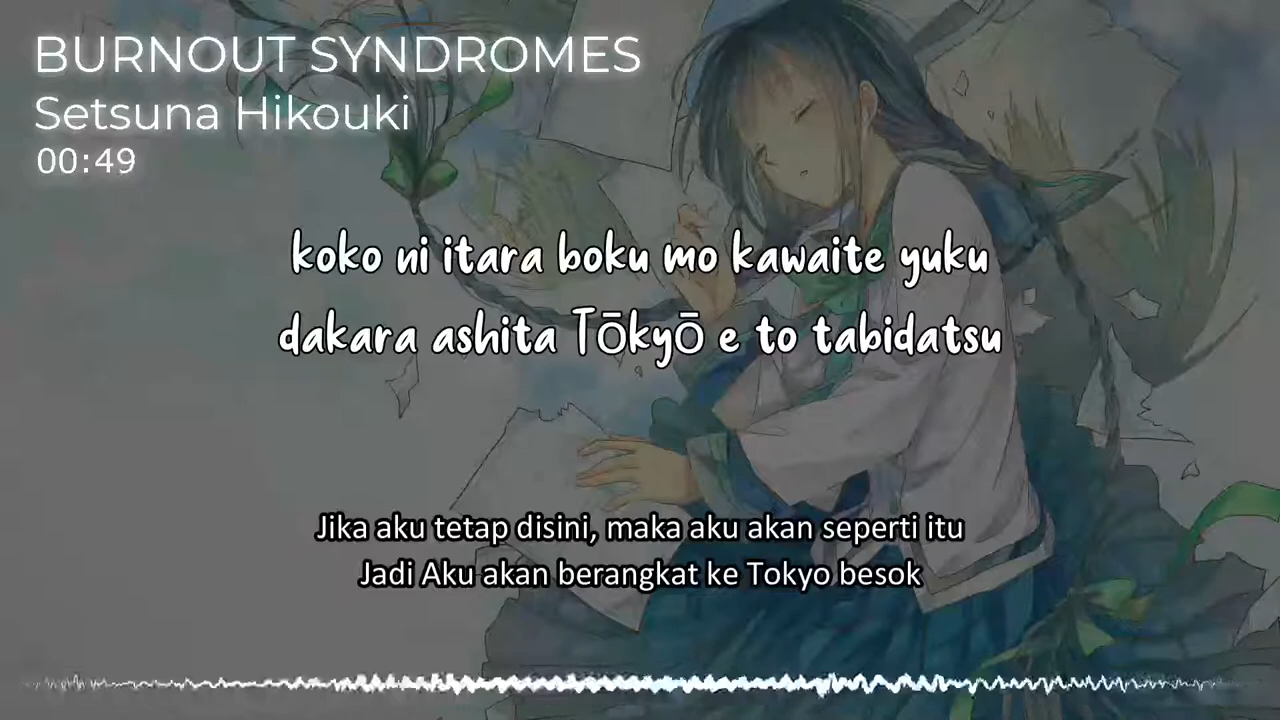 BURNOUT SYNDROMES
Setsuna Hikouki
00:49
koko ni itara boku mo kawaite yuku
dakara ashita Tōkyō e to tabidatsu
Jika aku tetap disini, maka aku akan seperti itu
Jadi Aku akan berangkat ke Tokyo besok